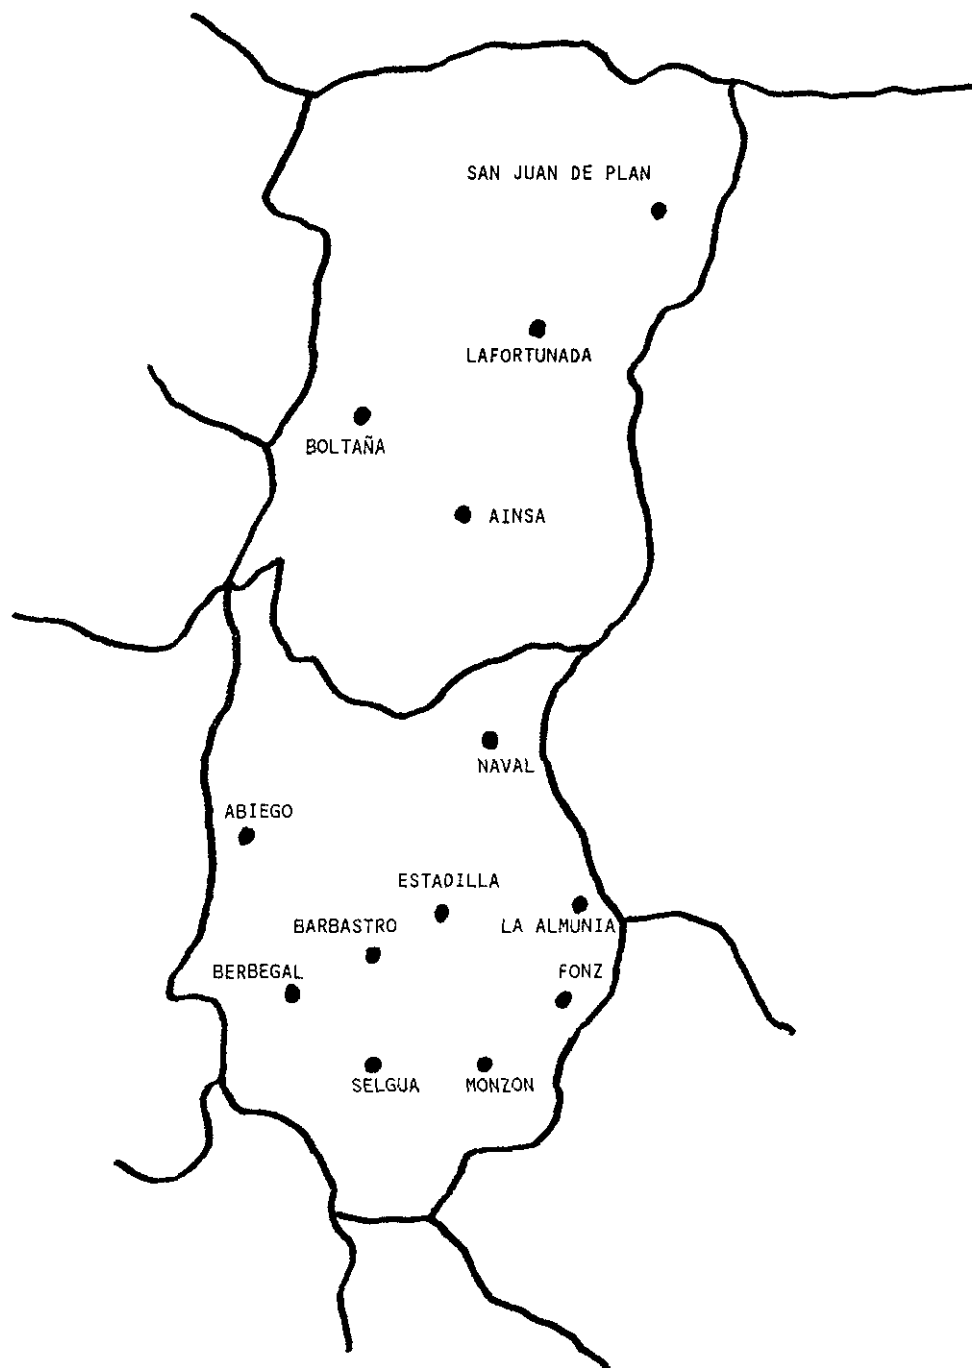 SAN JUAN DE PLAN
LAFORTUNADA
BOLTAÑA
AINSA
NAVAL
ABIEGO
ESTADILLA
BARBASTRO
LA ALMUNIA
BERBEGAL
FONZ
SELGUA
MONZON